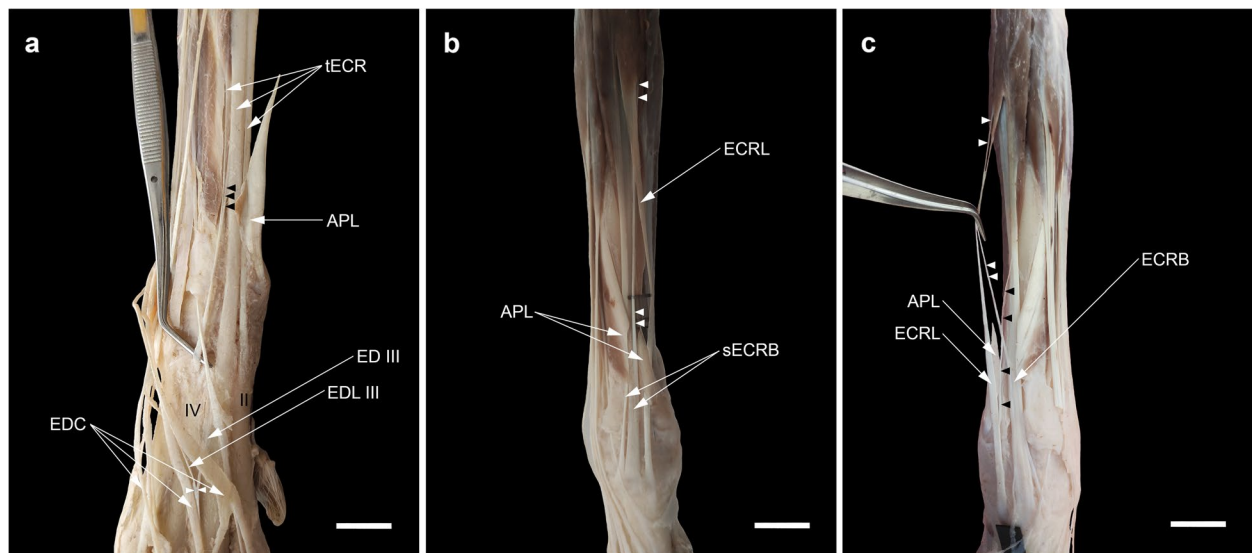 a
tECR
APL
ED III
EDL III
IV
II
EDC
b
ECRL
APL
sECRB
c
ECRB
APL
ECRL